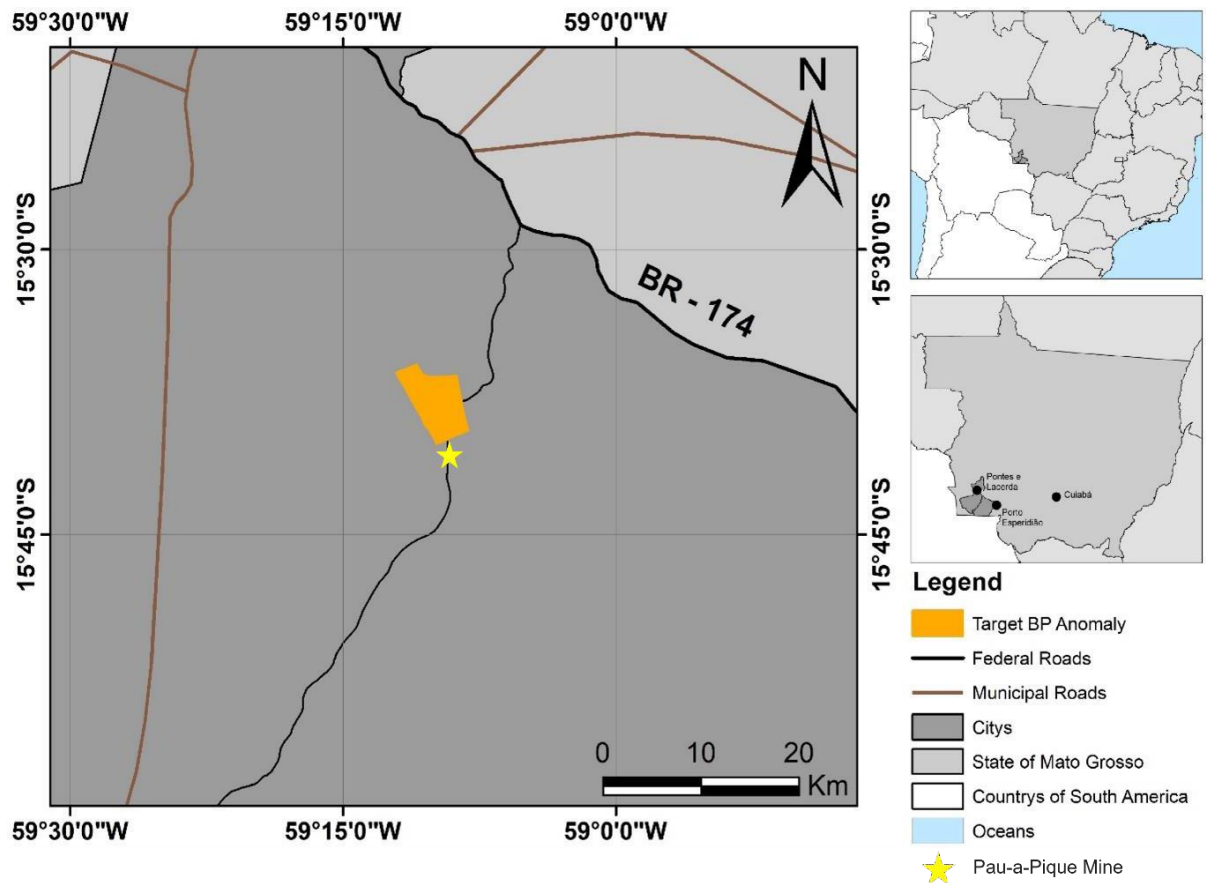 59°30'0"W 59°15'0"W 59°0'0"W
N
15°30'0"S 15°30'0"S
BR - 174
15°45'0"S 15°45'0"S
0 10 20
Km
59°30'0"W 59°15'0"W 59°0'0"W
Pontes e
Lacerda
Cuiabá
Porto
Esperidião
Legend
Target BP Anomaly
Federal Roads
Municipal Roads
Citys
State of Mato Grosso
Countrys of South America
Oceans
Pau-a-Pique Mine